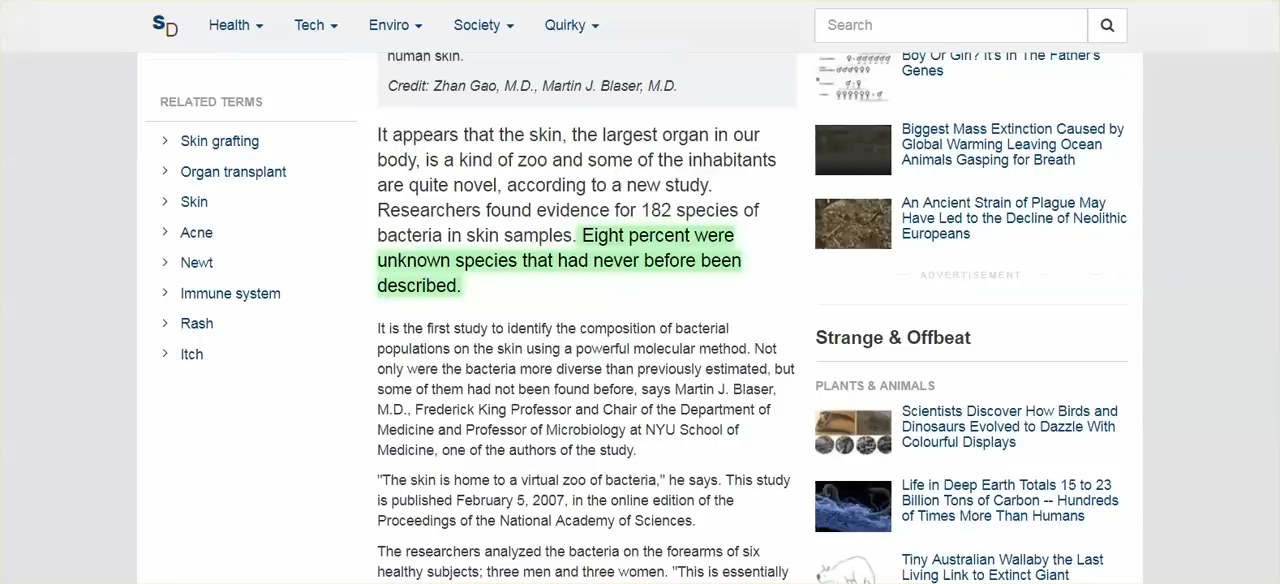 SD
Health
Tech
Enviro
Society
Quirky
Search
RELATED TERMS
Skin grafting
Organ transplant
Skin
Acne
Newt
Immune system
Rash
Itch
human skin.
Credit: Zhan Gao, M.D., Martin J. Blaser, M.D.
It appears that the skin, the largest organ in our
body, is a kind of zoo and some of the inhabitants
are quite novel, according to a new study.
Researchers found evidence for 182 species of
bacteria in skin samples. Eight percent were
unknown species that had never before been
described.
It is the first study to identify the composition of bacterial
populations on the skin using a powerful molecular method. Not
only were the bacteria more diverse than previously estimated, but
some of them had not been found before, says Martin J. Blaser,
M.D., Frederick King Professor and Chair of the Department of
Medicine and Professor of Microbiology at NYU School of
Medicine, one of the authors of the study.
"The skin is home to a virtual zoo of bacteria," he says. This study
is published February 5, 2007, in the online edition of the
Proceedings of the National Academy of Sciences.
The researchers analyzed the bacteria on the forearms of six
healthy subjects; three men and three women. "This is essentially
Boy Or Girl? It's In The Father's
Genes
Biggest Mass Extinction Caused by
Global Warming Leaving Ocean
Animals Gasping for Breath
An Ancient Strain of Plague May
Have Led to the Decline of Neolithic
Europeans
ADVERTISEMENT
Strange & Offbeat
PLANTS & ANIMALS
Scientists Discover How Birds and
Dinosaurs Evolved to Dazzle With
Colourful Displays
Life in Deep Earth Totals 15 to 23
Billion Tons of Carbon -- Hundreds
of Times More Than Humans
Tiny Australian Wallaby the Last
Living Link to Extinct Giant